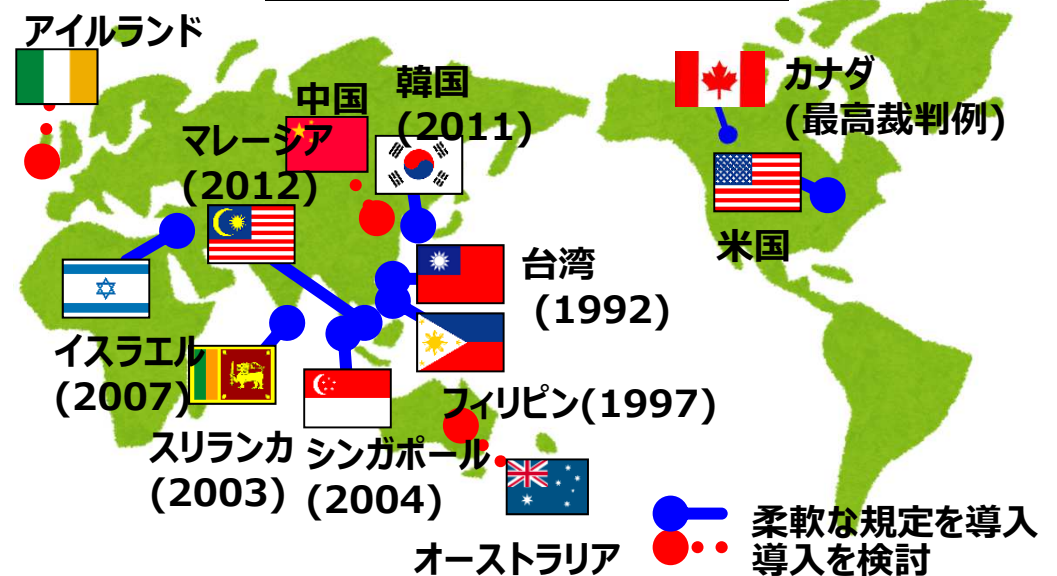 アイルランド
中国
韓国
(2011)
カナダ
(最高裁判例)
マレーシア
(2012)
米国
台湾
(1992)
イスラエル
(2007)
フィリピン(1997)
スリランカ
(2003)
シンガポール
(2004)
オーストラリア
柔軟な規定を導入
導入を検討